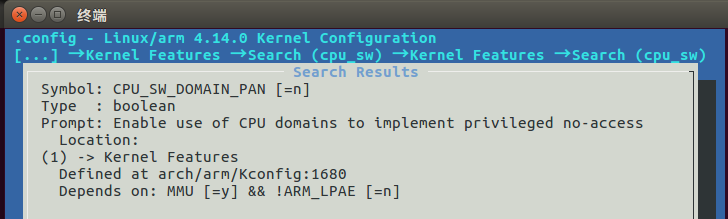 终端
.config - Linux/arm 4.14.0 Kernel Configuration
[...] →Kernel Features →Search (cpu_sw) →Kernel Features →Search (cpu_sw)
Search Results
Symbol: CPU_SW_DOMAIN_PAN [=n]
Type  : boolean
Prompt: Enable use of CPU domains to implement privileged no-access
Location:
(1) -> Kernel Features
Defined at arch/arm/Kconfig:1680
Depends on: MMU [=y] && !ARM_LPAE [=n]